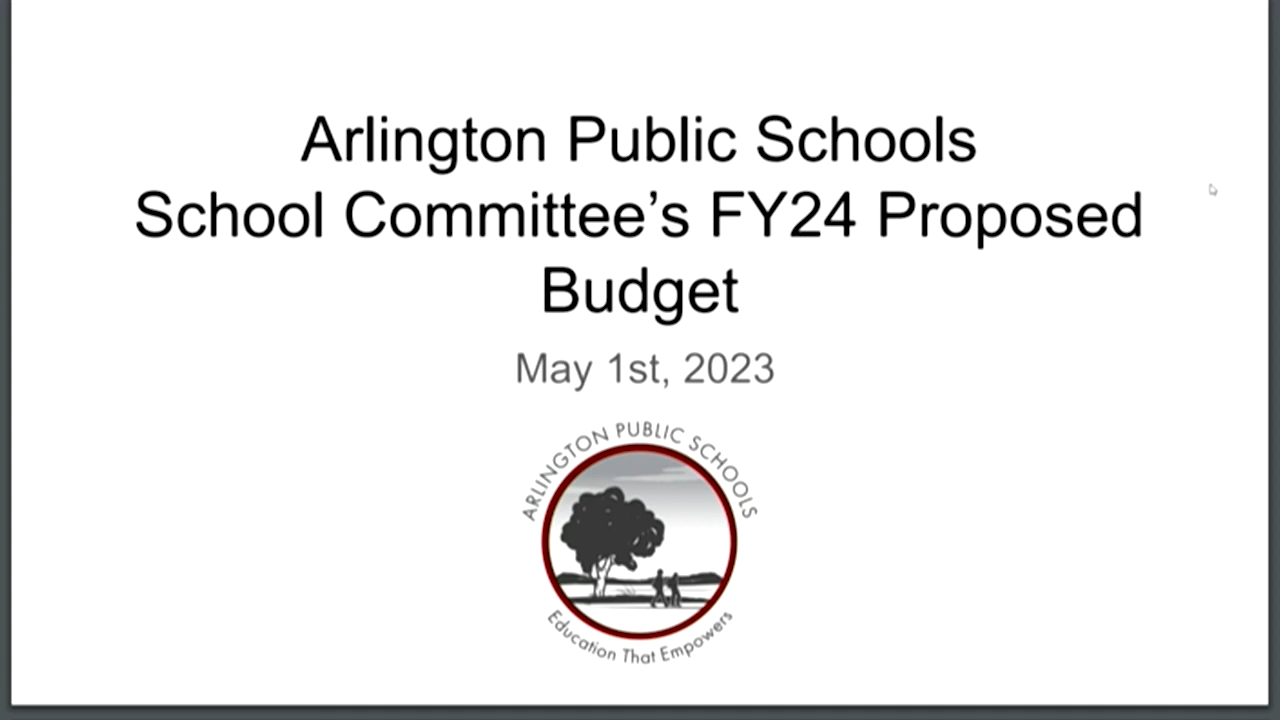 Arlington Public Schools
School Committee’s FY24 Proposed
Budget
May 1st, 2023
ARLINGTON PUBLIC SCHOOLS
Education That Empowers